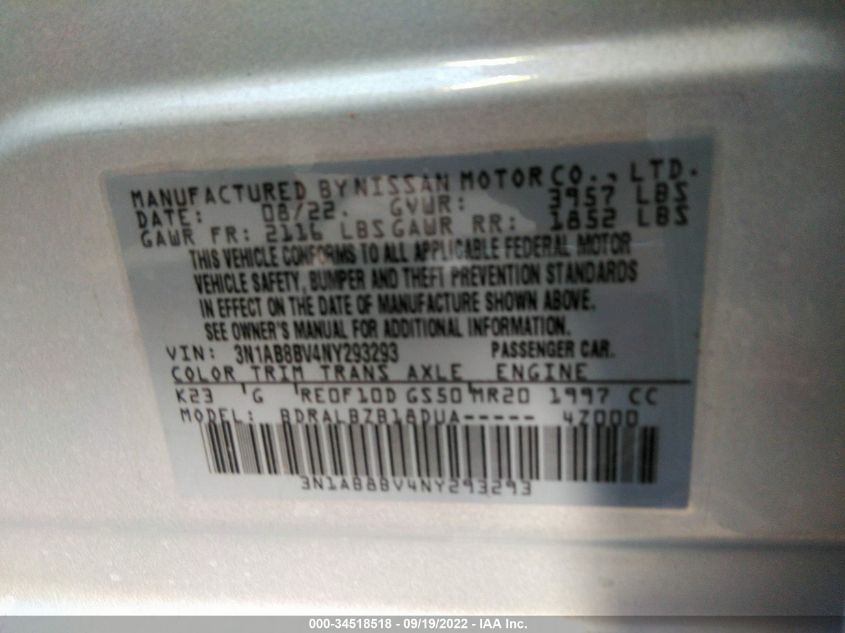 MANUFACTURED BY NISSAN MOTOR CO., LTD.
DATE: 08/22. GVWR: 3957 LBS
GAWR FR: 2116 LBS GAWR RR: 1852 LBS
THIS VEHICLE CONFORMS TO ALL APPLICABLE FEDERAL MOTOR
VEHICLE SAFETY, BUMPER AND THEFT PREVENTION STANDARDS
IN EFFECT ON THE DATE OF MANUFACTURE SHOWN ABOVE.
SEE OWNER'S MANUAL FOR ADDITIONAL INFORMATION.
VIN: 3N1AB8BV4NY293293 PASSENGER CAR.
COLOR TRIM TRANS AXLE ENGINE
K23 G RE0F10D GS50 MR20 1997 CC
MODEL: BDRALBZB18DUA----- 4Z000
3N1AB8BV4NY293293
000-34518518 - 09/19/2022 - IAA Inc.